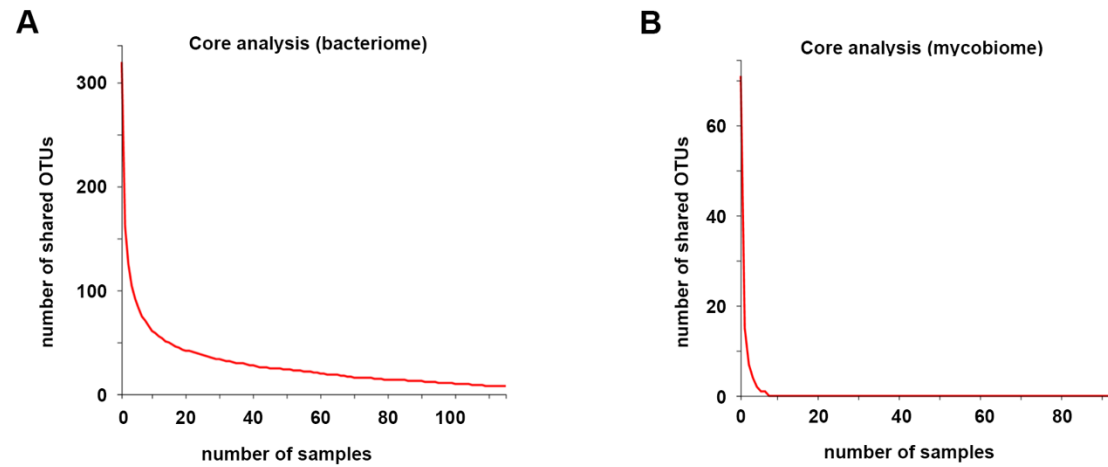 A
Core analysis (bacteriome)
number of shared OTUs
300
200
100
0
0 20 40 60 80 100
number of samples
B
Core analysis (mycobiome)
number of shared OTUs
60
40
20
0
0 20 40 60 80
number of samples